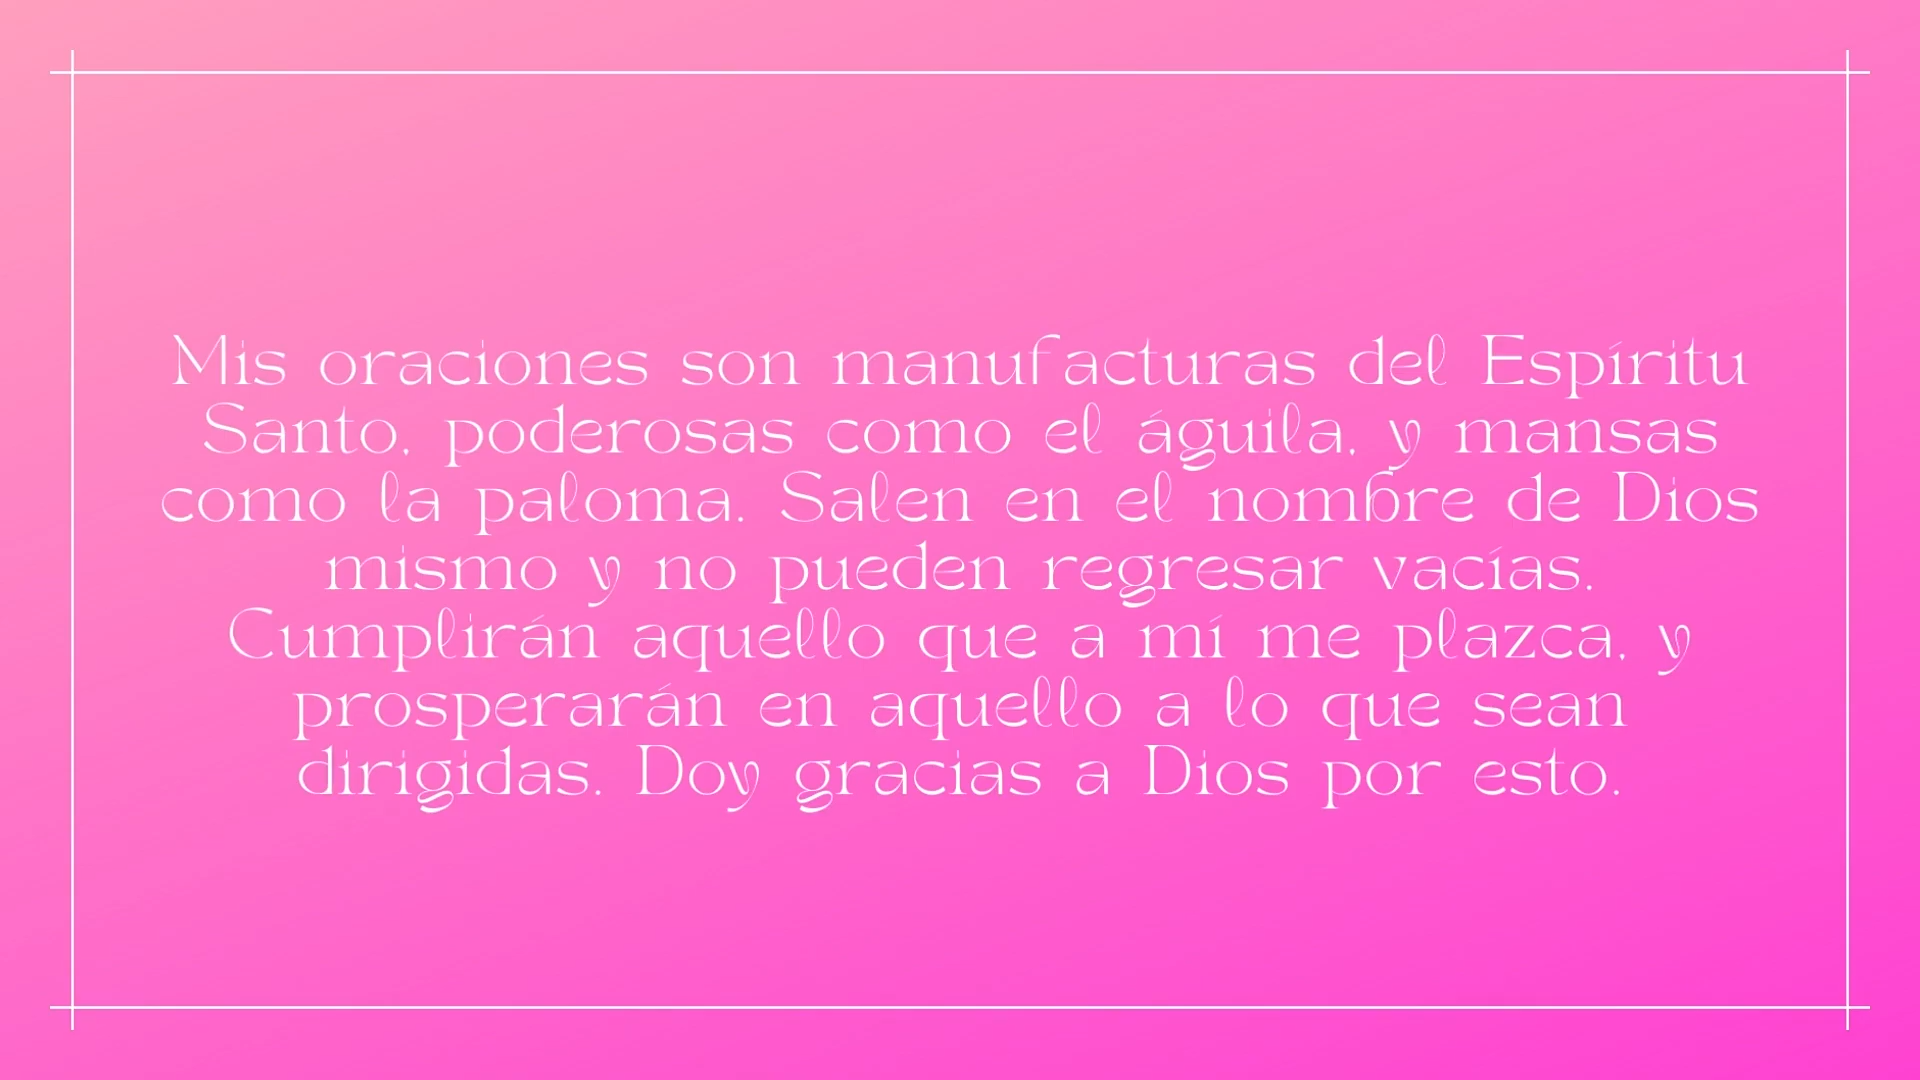 Mis oraciones son manufacturas del Espíritu
Santo, poderosas como el águila, y mansas
como la paloma. Salen en el nombre de Dios
mismo y no pueden regresar vacías.
Cumplirán aquello que a mí me plazca, y
prosperarán en aquello a lo que sean
dirigidas. Doy gracias a Dios por esto.